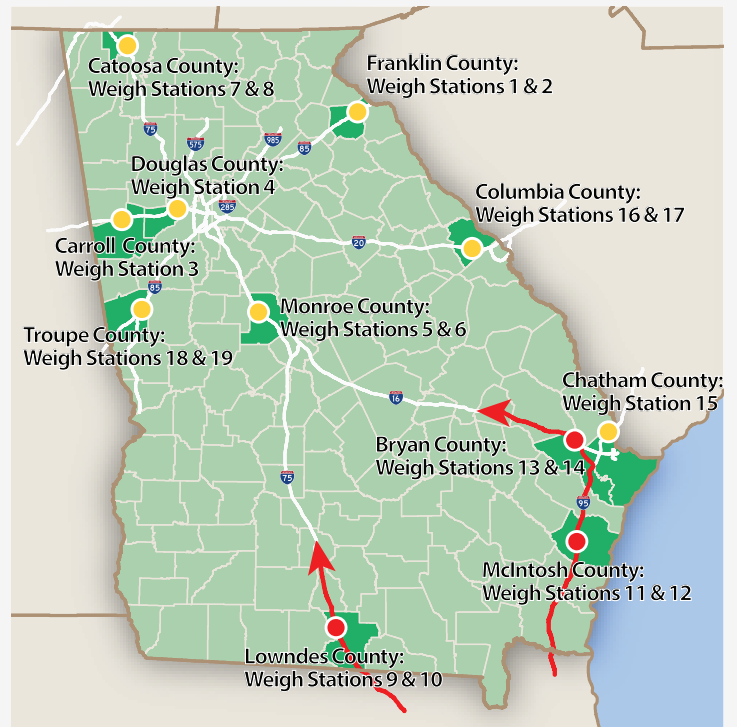 Catoosa County:
Weigh Stations 7 & 8
Franklin County:
Weigh Stations 1 & 2
75
575
985
85
Douglas County:
Weigh Station 4
285
Columbia County:
Weigh Stations 16 & 17
20
Carroll County:
Weigh Station 3
85
Monroe County:
Weigh Stations 5 & 6
Troupe County:
Weigh Stations 18 & 19
Chatham County:
Weigh Station 15
16
Bryan County:
Weigh Stations 13 & 14
75
95
McIntosh County:
Weigh Stations 11 & 12
Lowndes County:
Weigh Stations 9 & 10